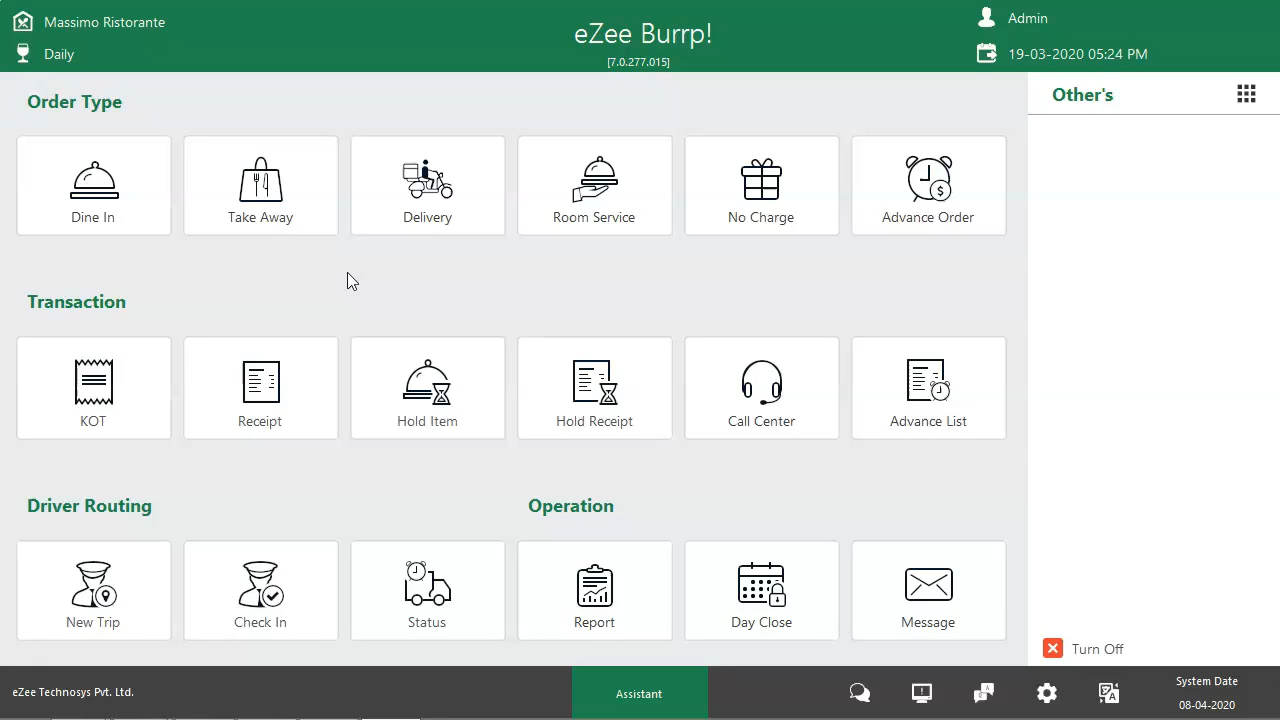 Massimo Ristorante
Daily
eZee Burrp!
[7.0.277.015]
Admin
19-03-2020 05:24 PM
Order Type
Dine In
Take Away
Delivery
Room Service
No Charge
Advance Order
Transaction
KOT
Receipt
Hold Item
Hold Receipt
Call Center
Advance List
Driver Routing
Operation
New Trip
Check In
Status
Report
Day Close
Message
Other's
Turn Off
eZee Technosys Pvt. Ltd.
Assistant
System Date
08-04-2020